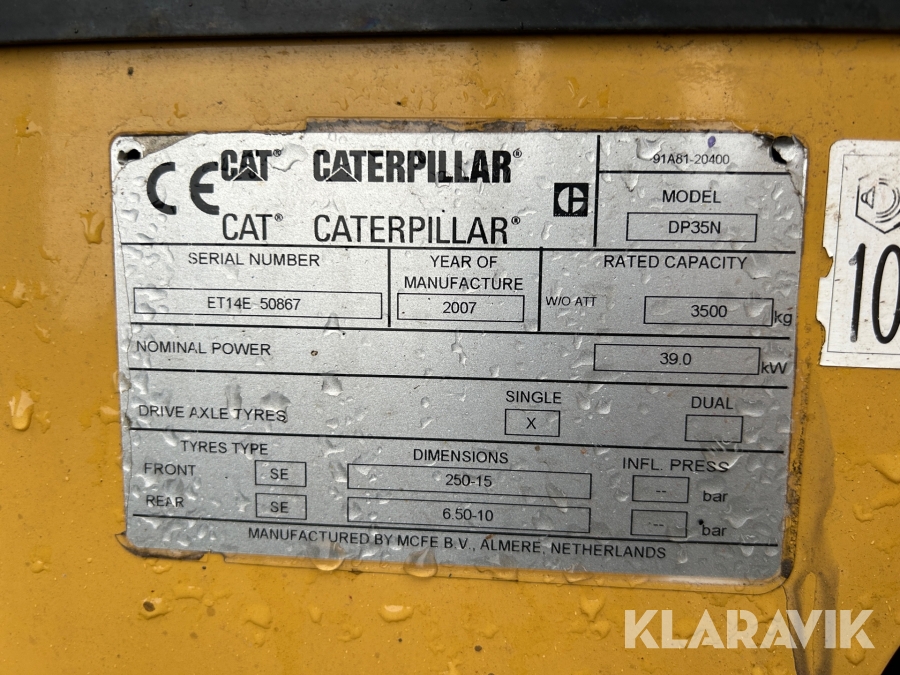 CE CAT CATERPILLAR®
CAT® CATERPILLAR®
91A81-20400
MODEL
DP35N
SERIAL NUMBER
ET14E-50867
YEAR OF
MANUFACTURE
2007
RATED CAPACITY
W/O ATT 3500 kg
NOMINAL POWER 39.0 kW
SINGLE DUAL
DRIVE AXLE TYRES X
TYRES TYPE DIMENSIONS INFL. PRESS
FRONT SE 250-15 -- bar
REAR SE 6.50-10 -- bar
MANUFACTURED BY MCFE B.V., ALMERE, NETHERLANDS
10
KLARAVIK